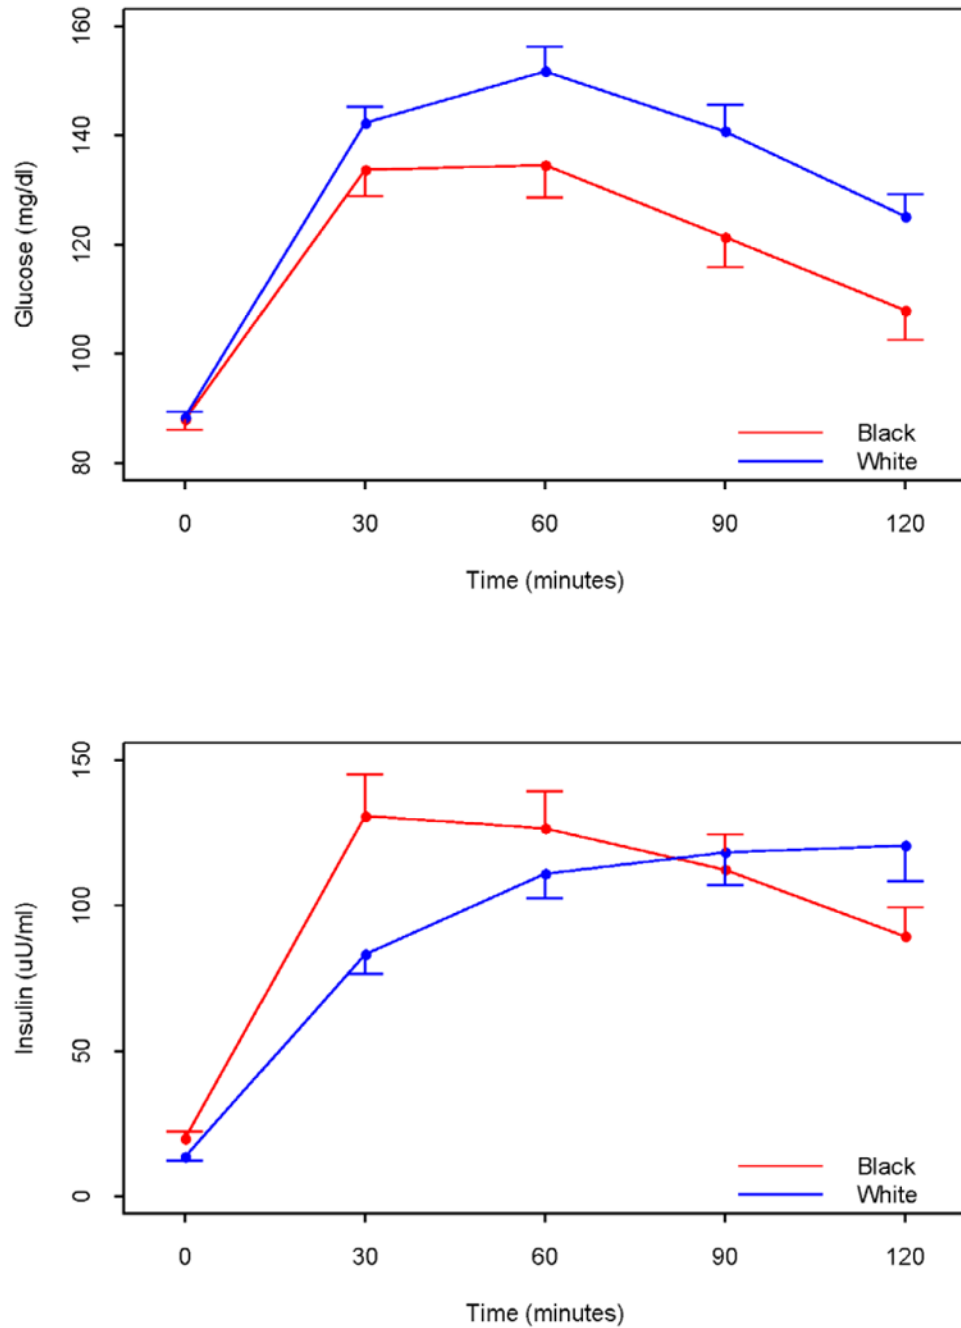 160
140
120
100
80
Glucose (mg/dl)
Black
White
0 30 60 90 120
Time (minutes)
150
100
50
0
Insulin (uU/ml)
Black
White
0 30 60 90 120
Time (minutes)